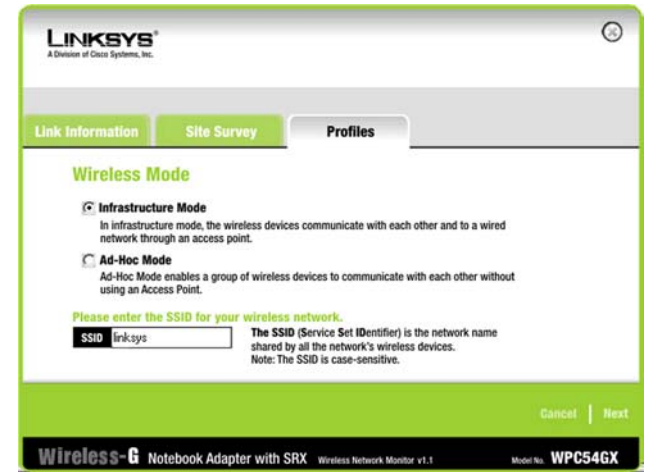 LINKSYS®
A Division of Cisco Systems, Inc.
Link Information
Site Survey
Profiles
Wireless Mode
Infrastructure Mode
In infrastructure mode, the wireless devices communicate with each other and to a wired
network through an access point.
Ad-Hoc Mode
Ad-Hoc Mode enables a group of wireless devices to communicate with each other without
using an Access Point.
Please enter the SSID for your wireless network.
SSID linksys
The SSID (Service Set IDentifier) is the network name
shared by all the network's wireless devices.
Note: The SSID is case-sensitive.
Cancel | Next
Wireless-G Notebook Adapter with SRX Wireless Network Monitor v1.1 Model No. WPC54GX